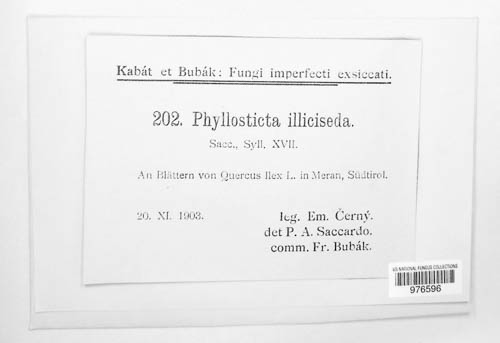 Kabát et Bubák: Fungi imperfecti exsiccati.
202. Phyllosticta illiciseda.
Sacc., Syll. XVII.
An Blättern von Quercus Ilex L. in Meran, Südtirol.
20. XI. 1903.
leg. Em. Černý.
det P. A. Saccardo.
comm. Fr. Bubák.
US NATIONAL FUNGUS COLLECTIONS
976596